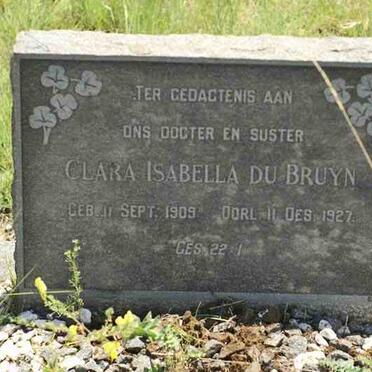 TER GEDAGTENIS AAN
ONS DOGTER EN SUSTER
CLARA ISABELLA DU BRUYN
GEB. 11 SEPT. 1909 OORL. 11 DES. 1927.
GES. 22.1